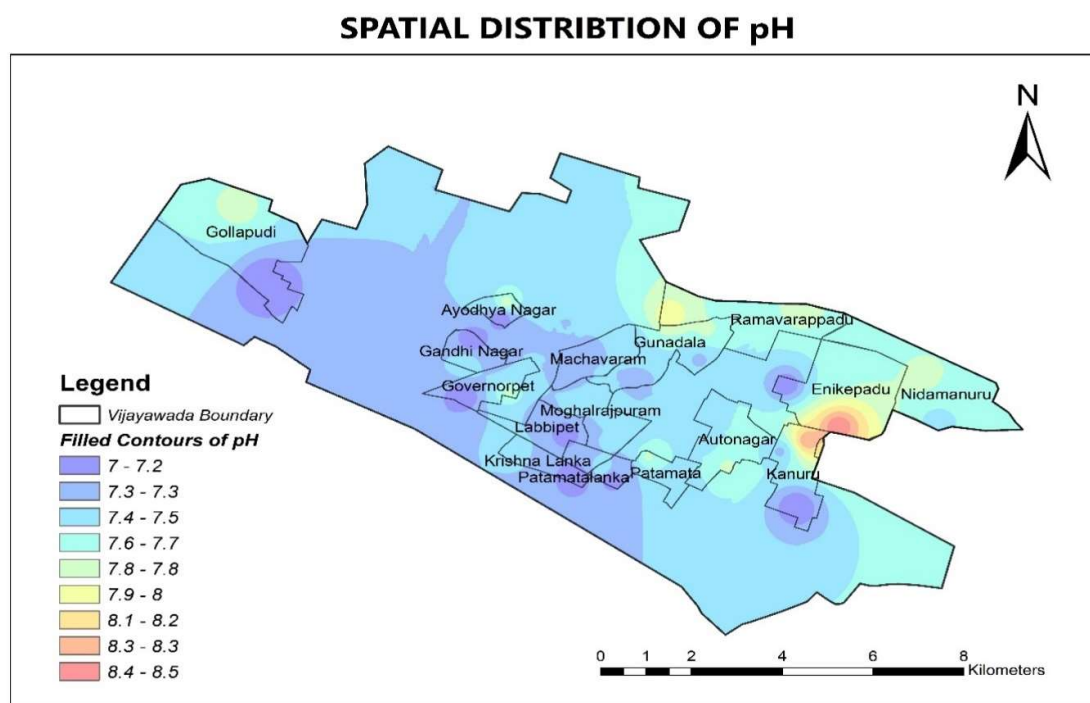 SPATIAL DISTRIBTION OF pH
N
Gollapudi
Ayodhya Nagar
Ramavarappadu
Gunadala
Gandhi Nagar
Machavaram
Governorpet
Enikepadu
Nidamanuru
Moghalrajpuram
Labbipet
Autonagar
Krishna Lanka
Patamatalanka
Patamata
Kanuru
Legend
Vijayawada Boundary
Filled Contours of pH
7 - 7.2
7.3 - 7.3
7.4 - 7.5
7.6 - 7.7
7.8 - 7.8
7.9 - 8
8.1 - 8.2
8.3 - 8.3
8.4 - 8.5
0 1 2 4 6 8
Kilometers